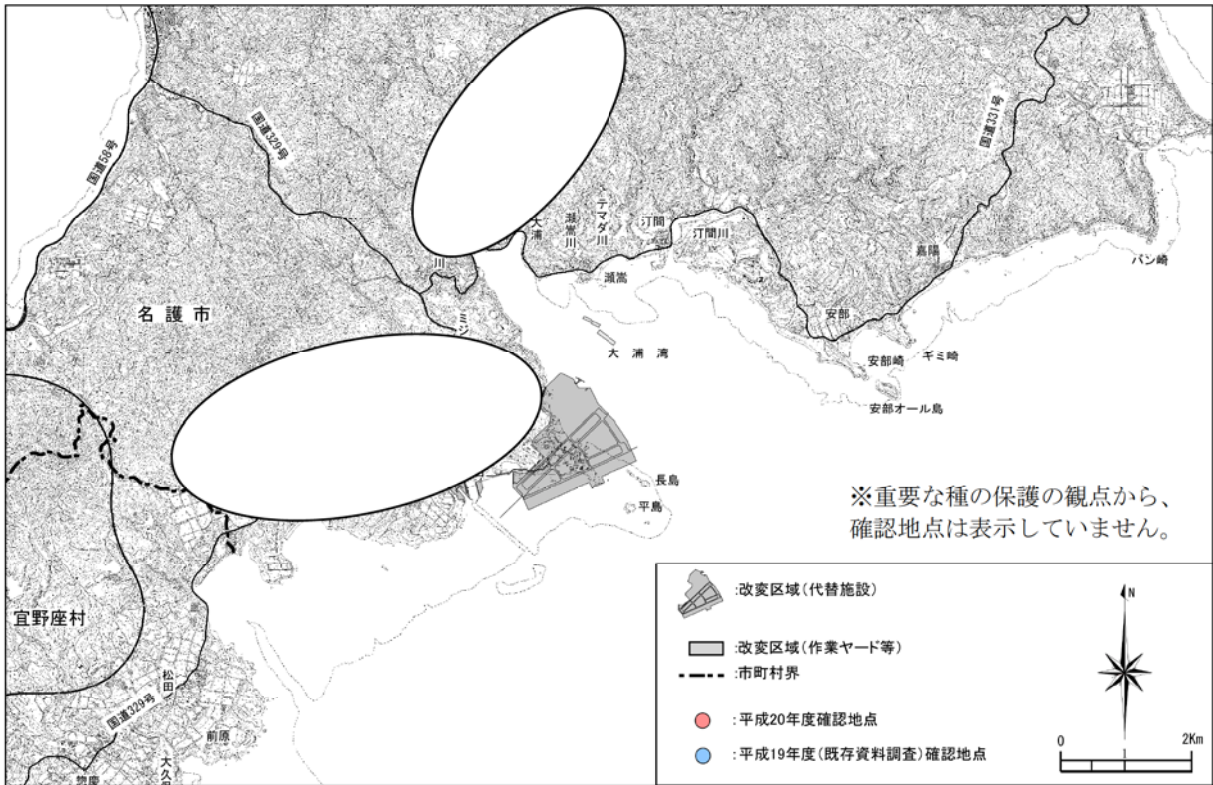 国道58号
国道329号
国道331号
大浦
瀬嵩川
テマダ川
汀間
汀間川
川
瀬嵩
嘉陽
バン崎
名護市
ミジ
安部
大浦湾
安部崎
ギミ崎
安部オール島
長島
平島
※重要な種の保護の観点から、
確認地点は表示していません。
宜野座村
松田
国道329号
前原
大久
惣慶
:改変区域(代替施設)
:改変区域(作業ヤード等)
:市町村界
:平成20年度確認地点
:平成19年度(既存資料調査)確認地点
N
0 2Km